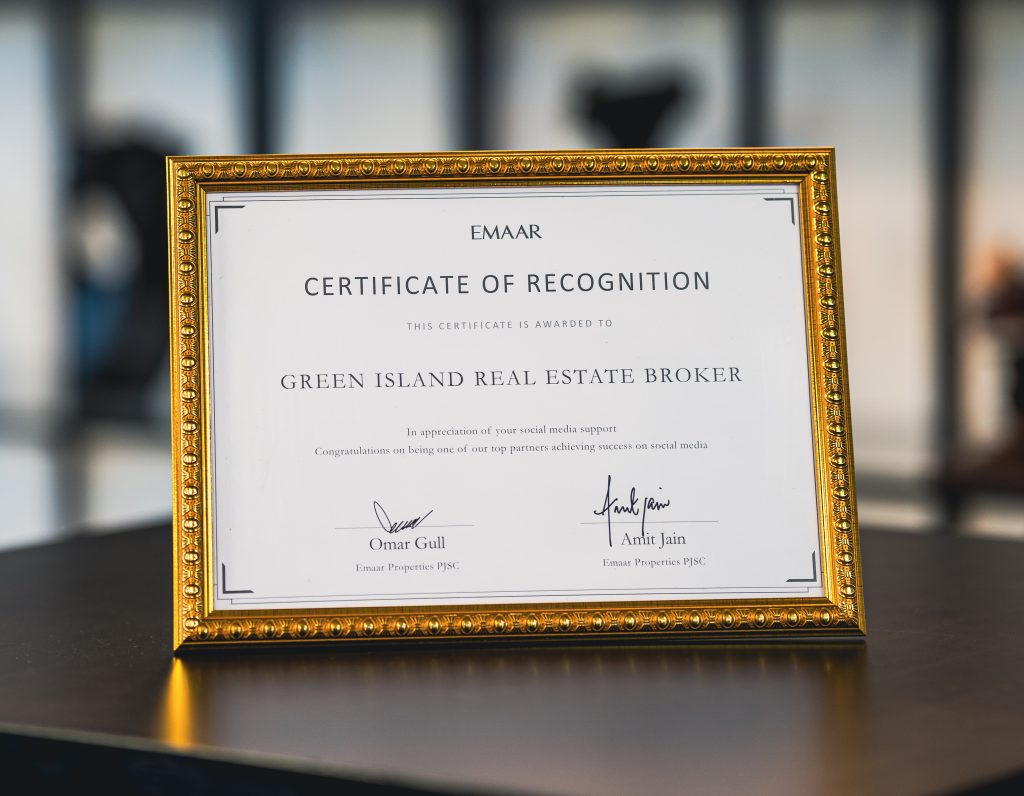 EMAAR
CERTIFICATE OF RECOGNITION
THIS CERTIFICATE IS AWARDED TO
GREEN ISLAND REAL ESTATE BROKER
In appreciation of your social media support
Congratulations on being one of our top partners achieving success on social media
Amit Jain
Omar Gull
Amit Jain
Emaar Properties PJSC
Emaar Properties PJSC